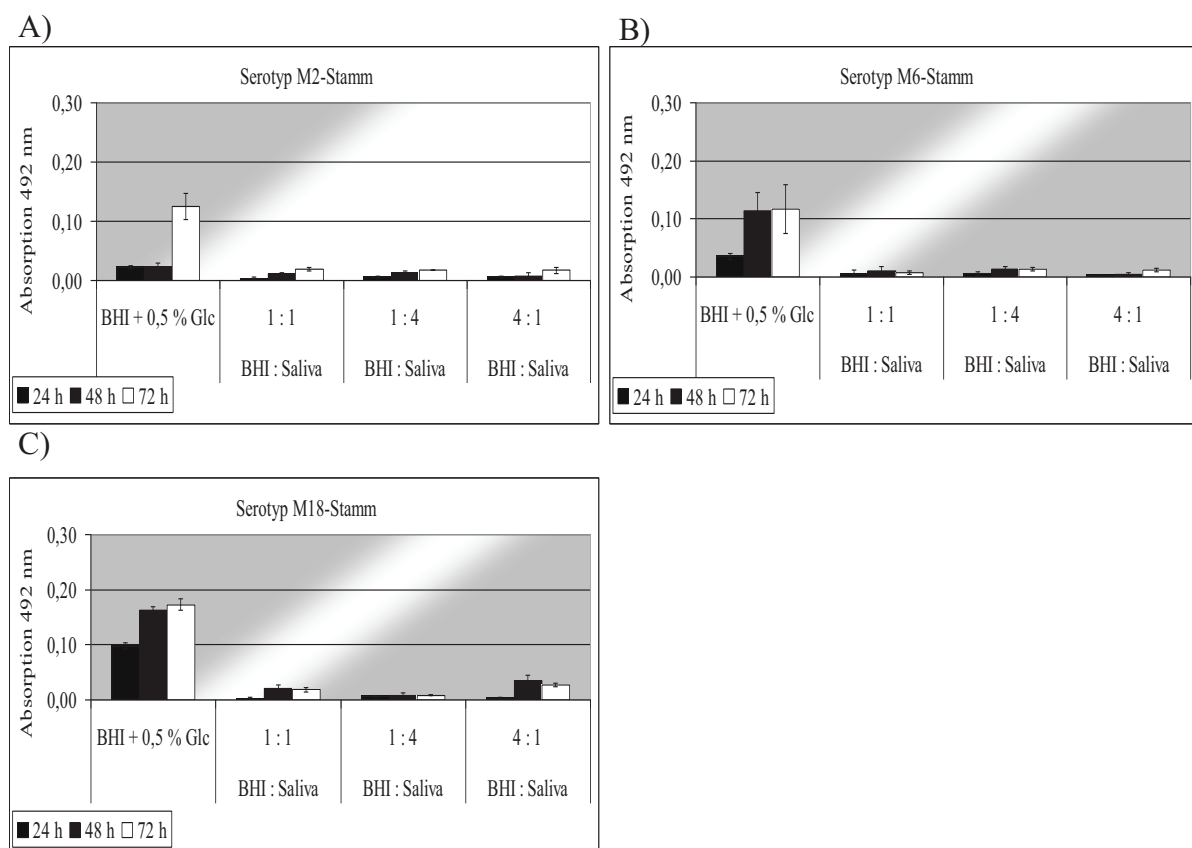 A)
Serotyp M2-Stamm
Absorption 492 nm
0,30
0,20
0,10
0,00
BHI + 0,5 % Glc
1 : 1
1 : 4
4 : 1
BHI : Saliva
BHI : Saliva
BHI : Saliva
24 h 48 h 72 h
B)
Serotyp M6-Stamm
Absorption 492 nm
0,30
0,20
0,10
0,00
BHI + 0,5 % Glc
1 : 1
1 : 4
4 : 1
BHI : Saliva
BHI : Saliva
BHI : Saliva
24 h 48 h 72 h
C)
Serotyp M18-Stamm
Absorption 492 nm
0,30
0,20
0,10
0,00
BHI + 0,5 % Glc
1 : 1
1 : 4
4 : 1
BHI : Saliva
BHI : Saliva
BHI : Saliva
24 h 48 h 72 h